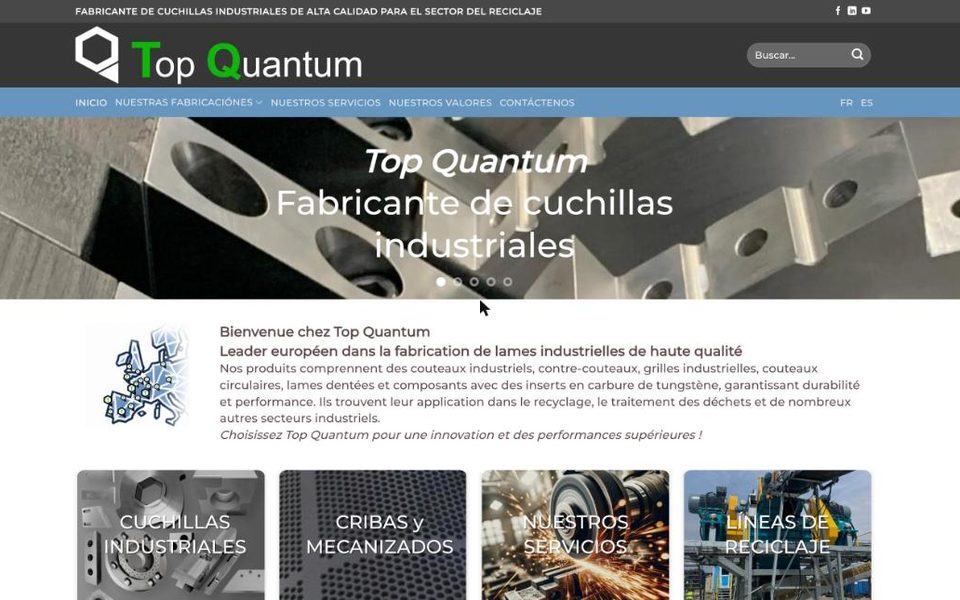 FABRICANTE DE CUCHILLAS INDUSTRIALES DE ALTA CALIDAD PARA EL SECTOR DEL RECICLAJE
Top Quantum
Buscar...
INICIO NUESTRAS FABRICACIÓNES NUESTROS SERVICIOS NUESTROS VALORES CONTÁCTENOS FR ES
Top Quantum
Fabricante de cuchillas
industriales
Bienvenue chez Top Quantum
Leader européen dans la fabrication de lames industrielles de haute qualité
Nos produits comprennent des couteaux industriels, contre-couteaux, grilles industrielles, couteaux
circulaires, lames dentées et composants avec des inserts en carbure de tungstène, garantissant durabilité
et performance. Ils trouvent leur application dans le recyclage, le traitement des déchets et de nombreux
autres secteurs industriels.
Choisissez Top Quantum pour une innovation et des performances supérieures !
CUCHILLAS
INDUSTRIALES
CRIBAS y
MECANIZADOS
NUESTROS
SERVICIOS
LÍNEAS DE
RECICLAJE